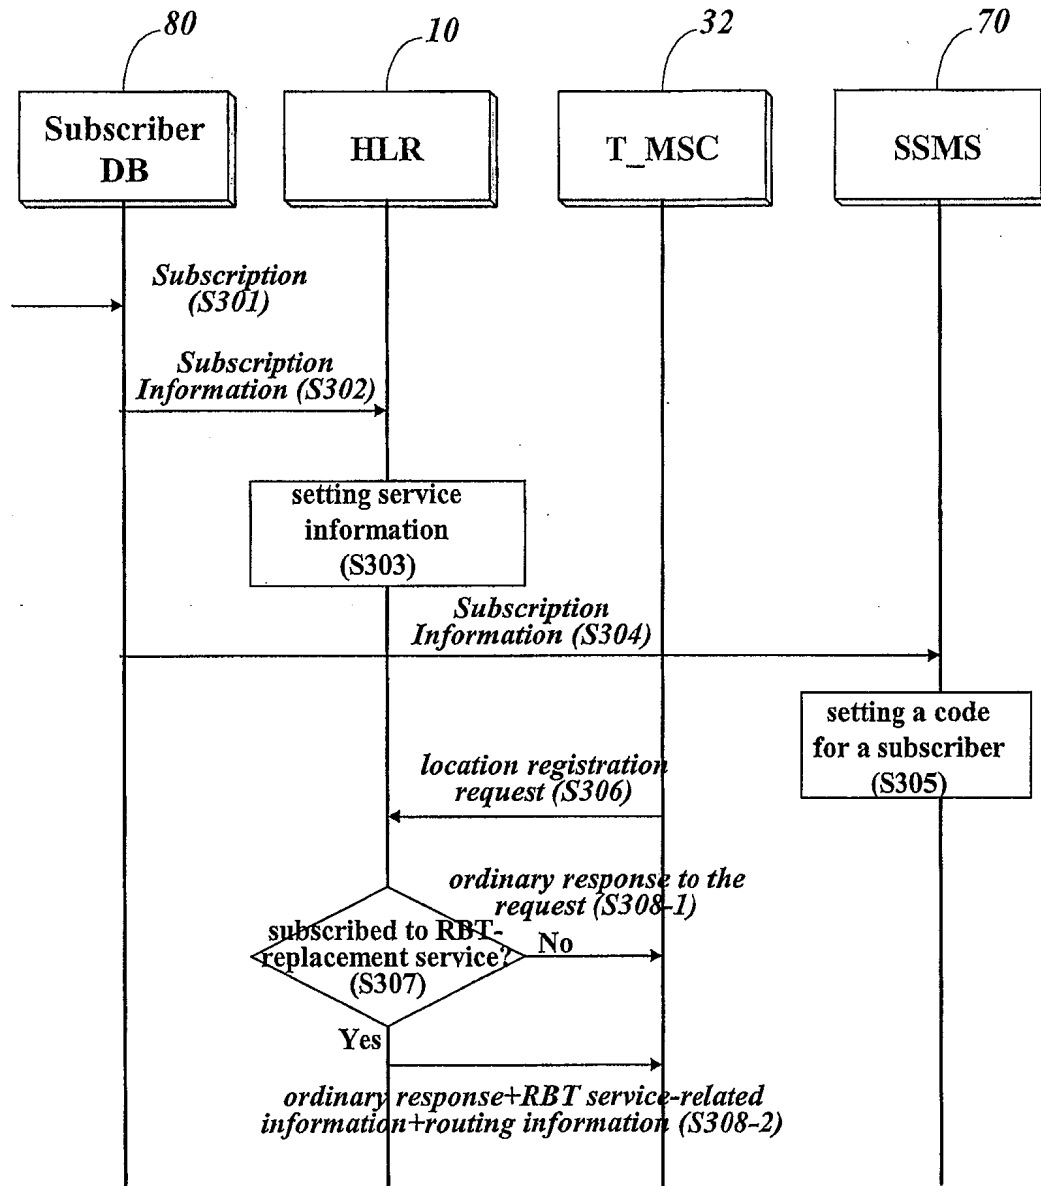 80
10
32
70
Subscriber
DB
HLR
T_MSC
SSMS
Subscription
(S301)
Subscription
Information (S302)
setting service
information
(S303)
Subscription
Information (S304)
setting a code
for a subscriber
(S305)
location registration
request (S306)
ordinary response to the
request (S308-1)
subscribed to RBT-
replacement service?
(S307)
No
Yes
ordinary response+RBT service-related
information+routing information (S308-2)